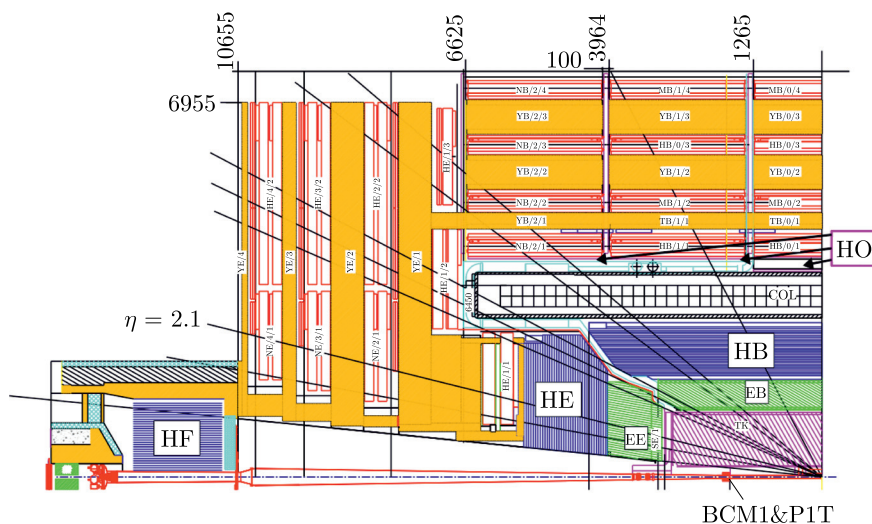 10655
6625
100
3964
1265
6955
NB/2/4
MB/1/4
MB/0/4
YB/2/3
YB/1/3
YB/0/3
NB/2/3
HB/0/3
HB/0/3
YB/2/2
YB/1/2
YB/0/2
NB/2/2
MB/1/2
MB/0/2
YB/2/1
TB/1/1
TB/0/1
NB/2/1
HB/1/1
HB/0/1
HO
HE/4/2
HE/3/2
HE/2/2
HE/1/3
YE/4
YE/3
YE/2
YE/1
HE/1/2
6450
COL
η = 2.1
NE/4/1
NE/3/1
NE/2/1
HE/1/1
HB
HE
EB
HF
EE
SE/1
TK
BCM1&P1T